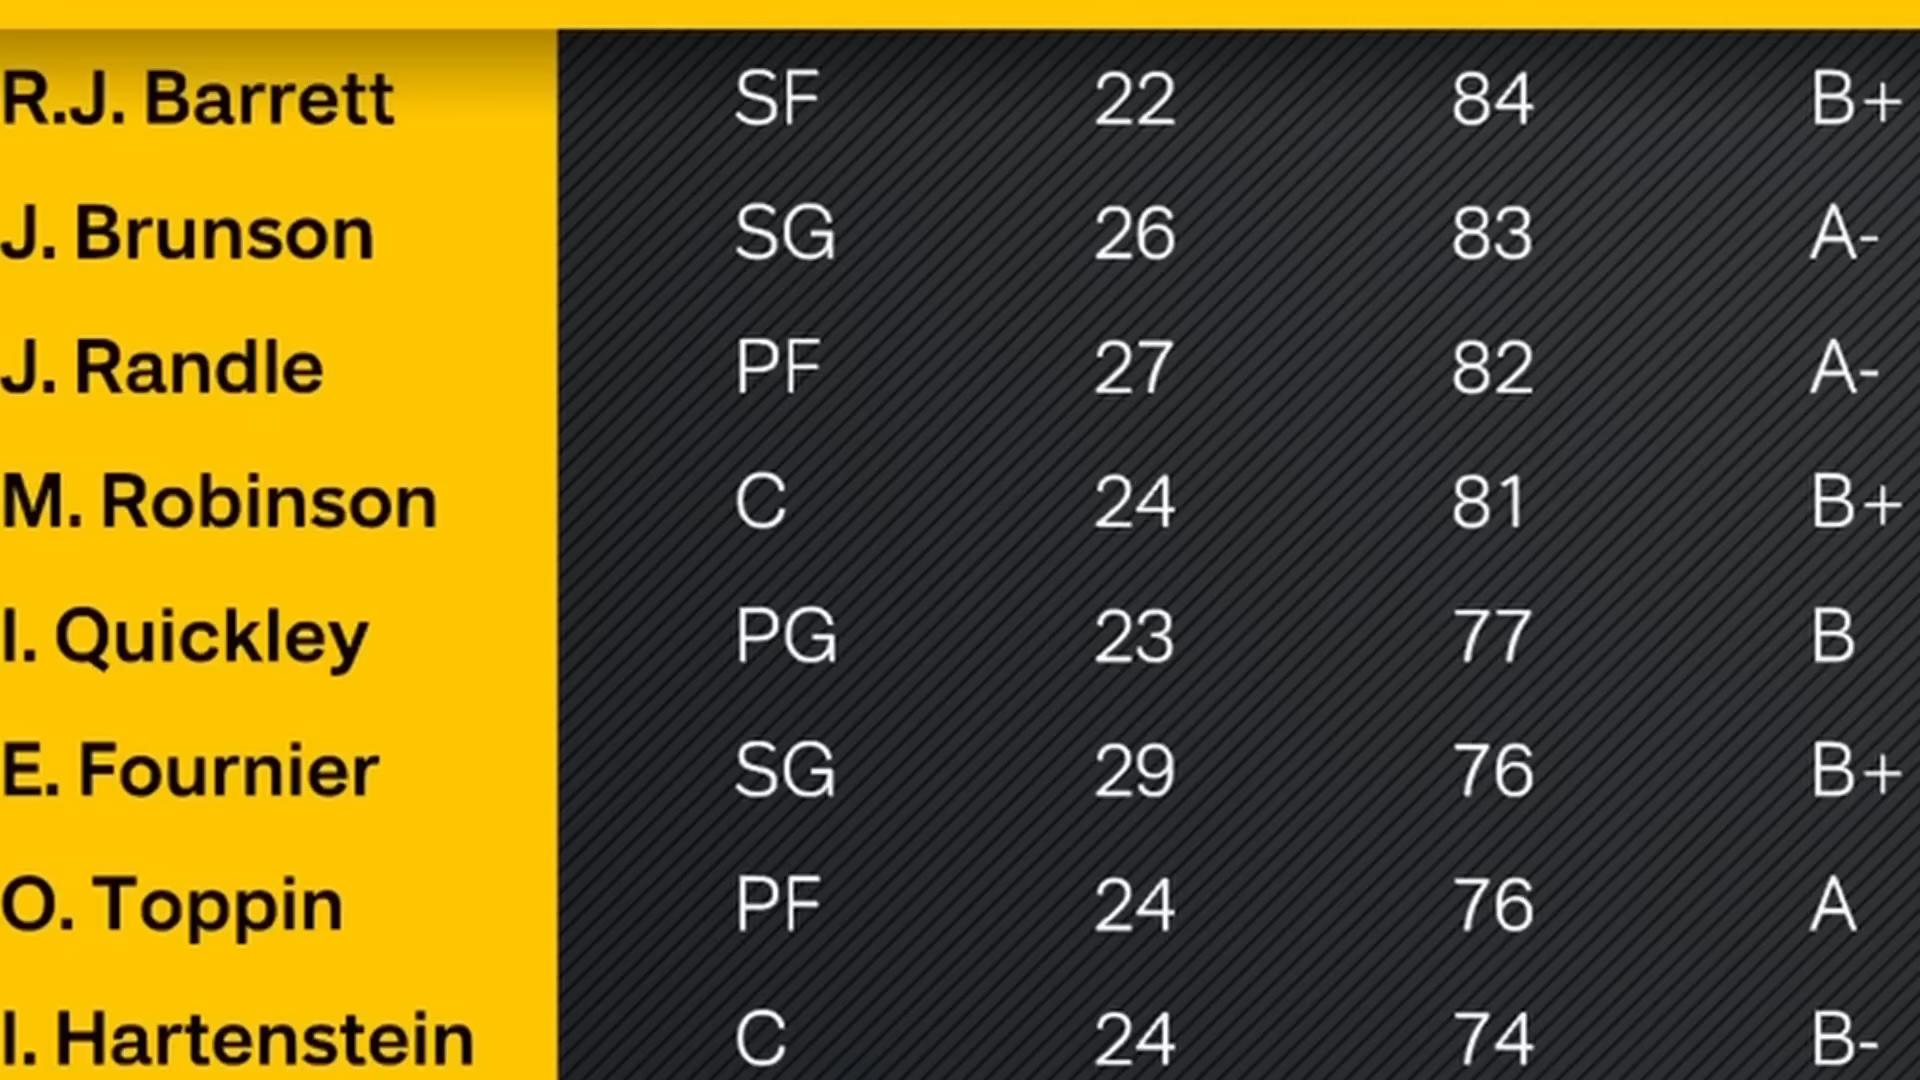 R.J. Barrett SF 22 84 B+
J. Brunson SG 26 83 A-
J. Randle PF 27 82 A-
M. Robinson C 24 81 B+
I. Quickley PG 23 77 B
E. Fournier SG 29 76 B+
O. Toppin PF 24 76 A
I. Hartenstein C 24 74 B-